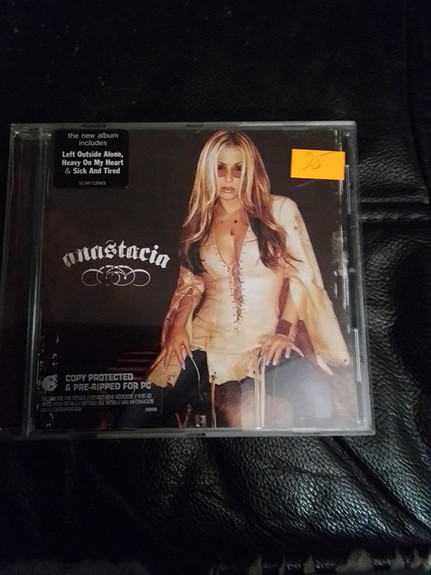 the new album
includes
Left Outside Alone,
Heavy On My Heart
& Sick And Tired
25
anastacia
COPY PROTECTED
& PRE-RIPPED FOR PC